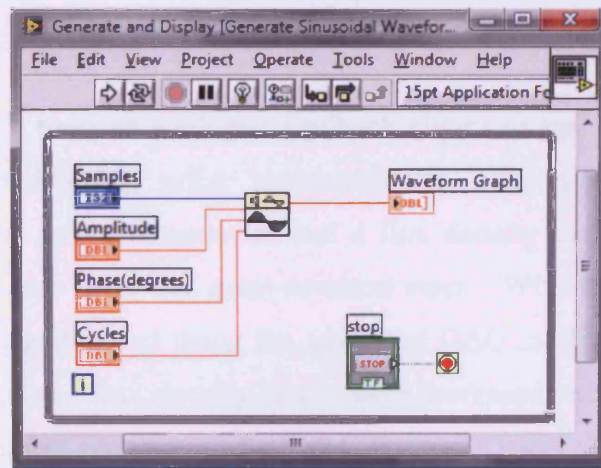 Generate and Display [Generate Sinusoidal Wavefor...
File Edit View Project Operate Tools Window Help
15pt Application Fo
Samples
Waveform Graph
DBL]
Amplitude
DBL
Phase(degrees)
DBL
Cycles
DBL
stop
STOP
TF
i